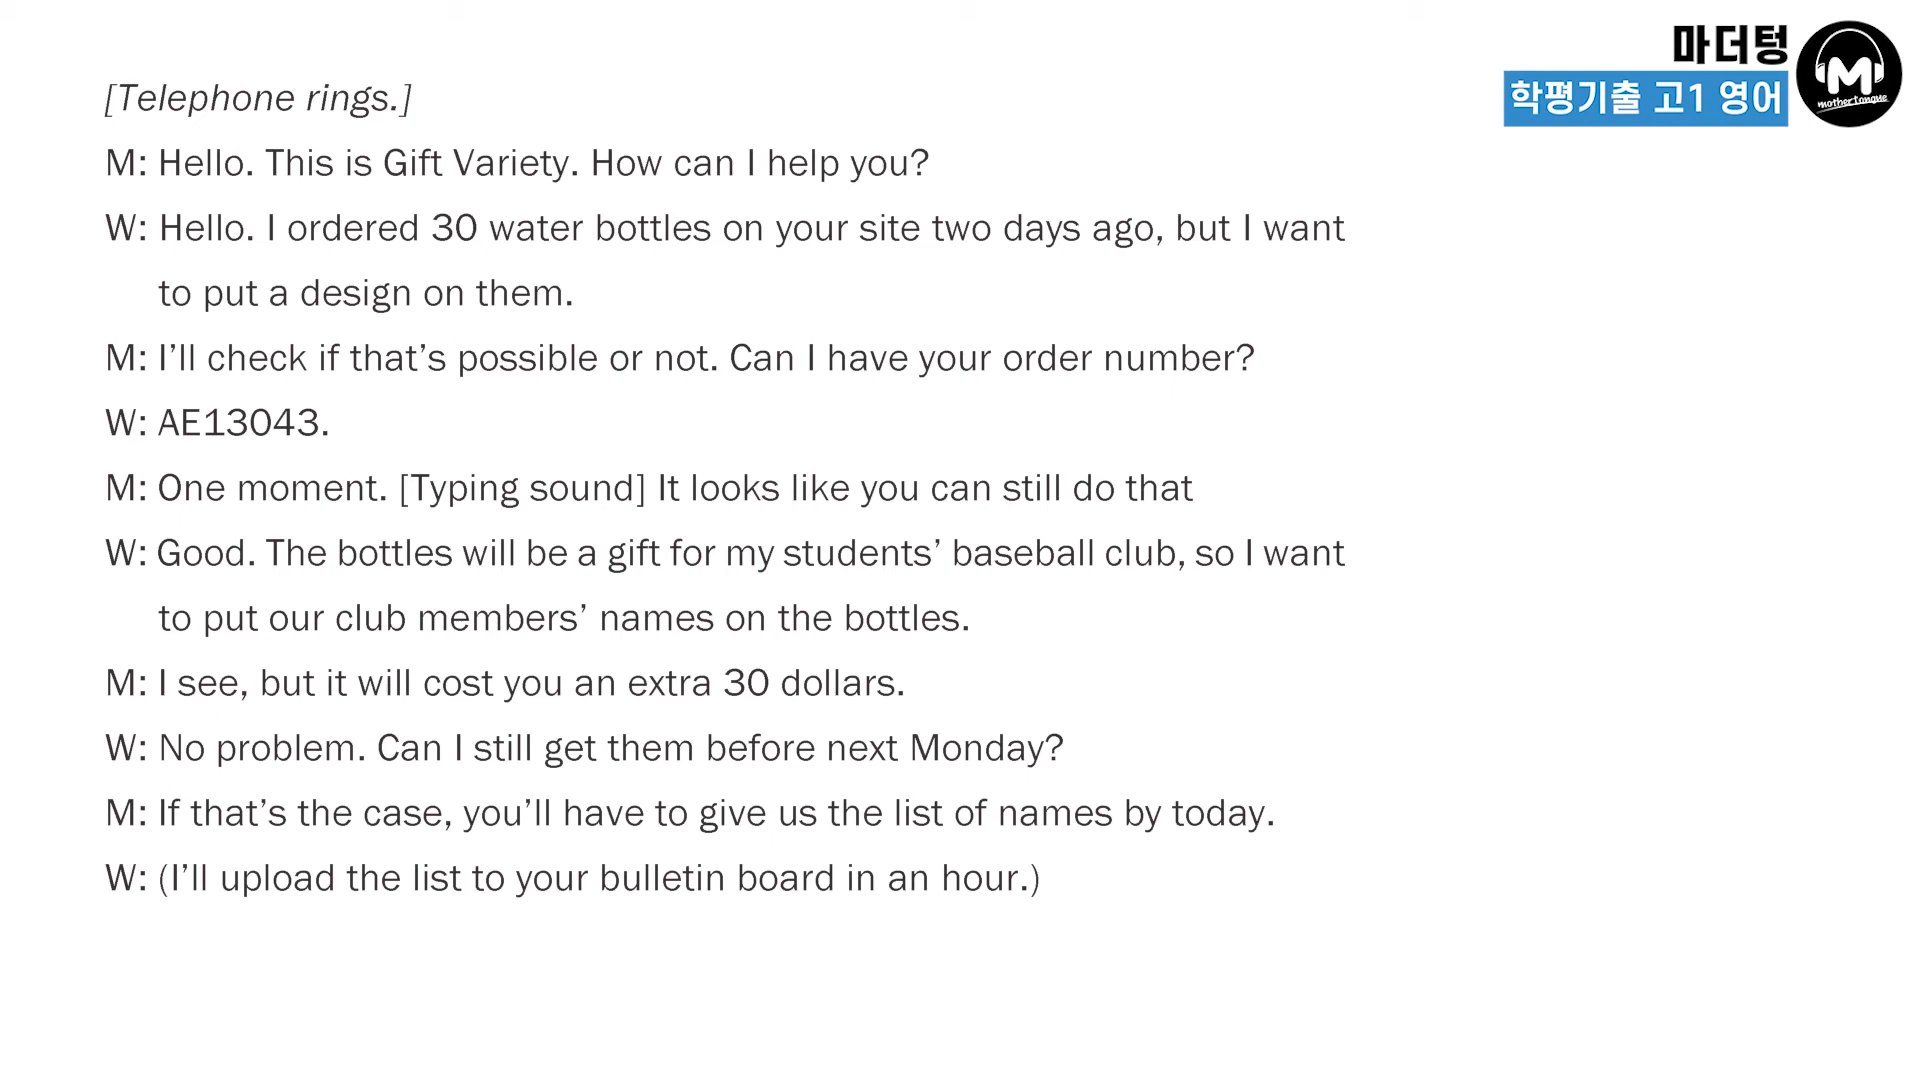 마더텅
학평기출 고1 영어
mother tongue
[Telephone rings.]
M: Hello. This is Gift Variety. How can I help you?
W: Hello. I ordered 30 water bottles on your site two days ago, but I want
to put a design on them.
M: I’ll check if that’s possible or not. Can I have your order number?
W: AE13043.
M: One moment. [Typing sound] It looks like you can still do that
W: Good. The bottles will be a gift for my students’ baseball club, so I want
to put our club members’ names on the bottles.
M: I see, but it will cost you an extra 30 dollars.
W: No problem. Can I still get them before next Monday?
M: If that’s the case, you’ll have to give us the list of names by today.
W: (I’ll upload the list to your bulletin board in an hour.)